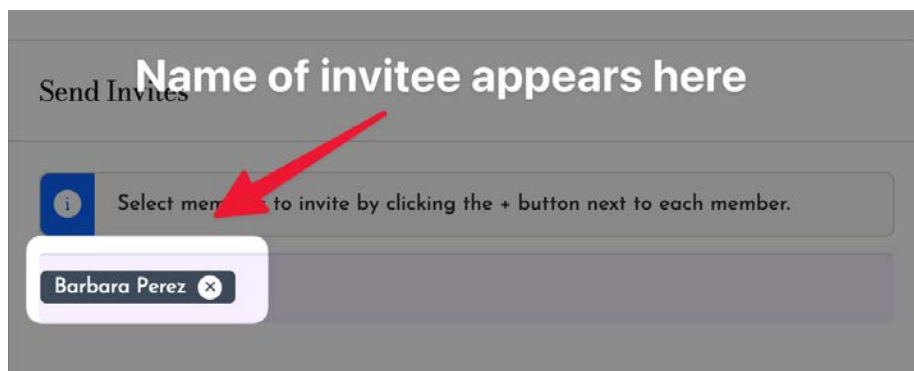 Name of invitee appears here
Send Invites
i
Select members to invite by clicking the + button next to each member.
Barbara Perez